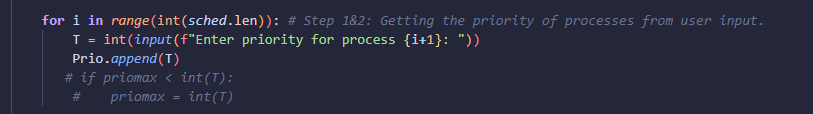 for i in range(int(sched.len)): # Step 1&2: Getting the priority of processes from user input.
    T = int(input(f"Enter priority for process {i+1}: "))
    Prio.append(T)
   # if priomax < int(T):
    #    priomax = int(T)